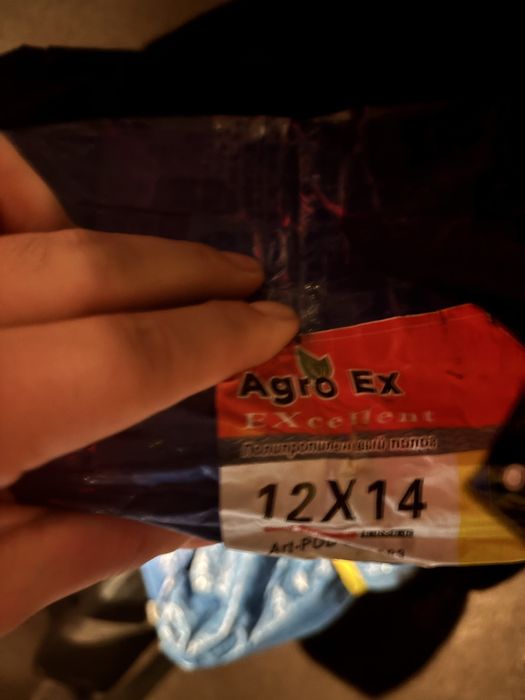 Agro Ex
EXcellent
Полипропиленовый полог
12X14